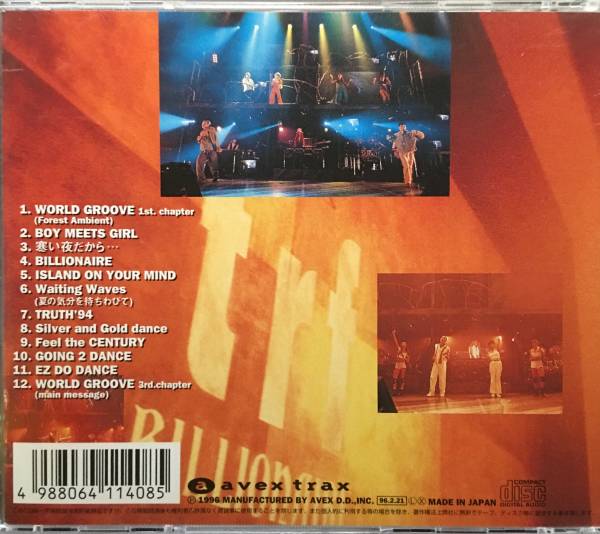 1. WORLD GROOVE 1st. chapter
(Forest Ambient)
2. BOY MEETS GIRL
3. 寒い夜だから…
4. BILLIONAIRE
5. ISLAND ON YOUR MIND
6. Waiting Waves
(夏の気分を待ちわびて)
7. TRUTH'94
8. Silver and Gold dance
9. Feel the CENTURY
10. GOING 2 DANCE
11. EZ DO DANCE
12. WORLD GROOVE 3rd.chapter
(main message)
trf
BILLION
4 988064 114085
a avex trax
Ⓟ 1996 MANUFACTURED BY AVEX D.D.,INC. 96.2.21 Ⓛ Ⓧ MADE IN JAPAN
COMPACT
disc
DIGITAL AUDIO